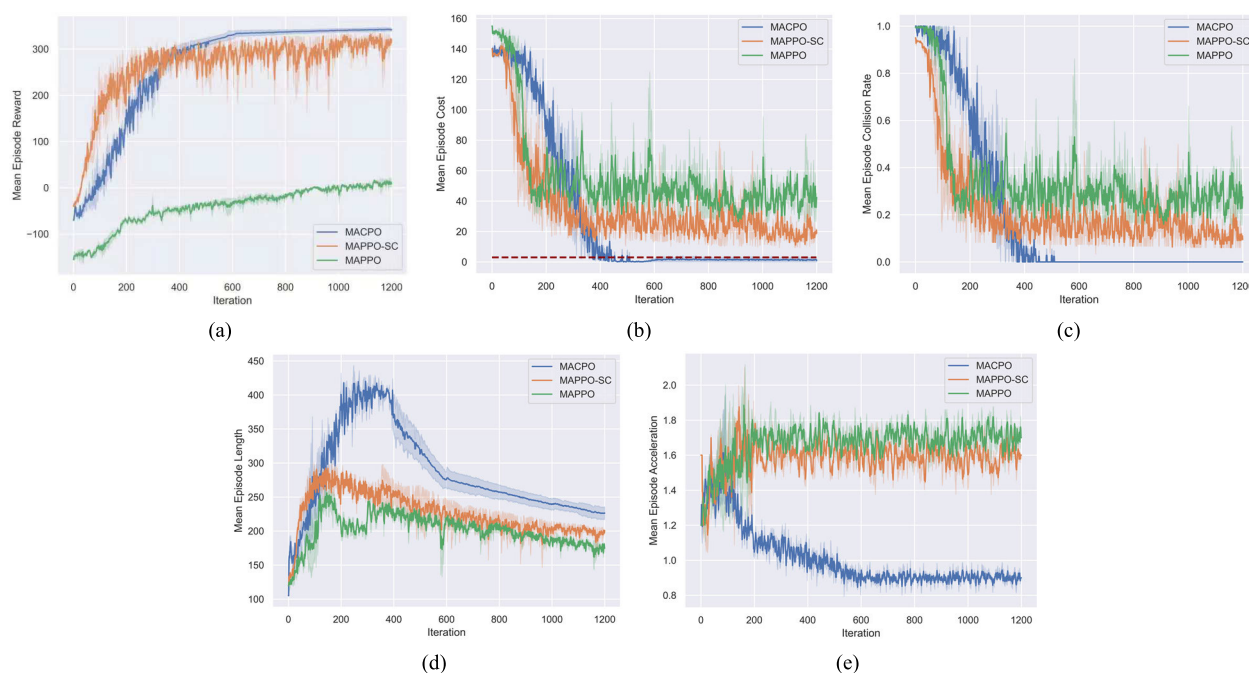 Mean Episode Reward
300
300
100
0
−100
0
200
400
600
800
1000
1200
Iteration
MACPO
MAPPO-SC
MAPPO
(a)
Mean Episode Cost
160
140
120
100
80
60
40
20
0
0
200
400
600
800
1000
1200
Iteration
MACPO
MAPPO-SC
MAPPO
(b)
Mean Episode Collision Rate
1.0
0.8
0.6
0.4
0.2
0.0
0
200
400
600
800
1000
1200
Iteration
MACPO
MAPPO-SC
MAPPO
(c)
Mean Episode Length
450
400
350
300
250
200
150
100
0
200
400
600
800
1000
1200
Iteration
MACPO
MAPPO-SC
MAPPO
(d)
Mean Episode Acceleration
2.0
1.8
1.6
1.4
1.2
1.0
0.8
0
200
400
600
800
1000
1200
Iteration
MACPO
MAPPO-SC
MAPPO
(e)